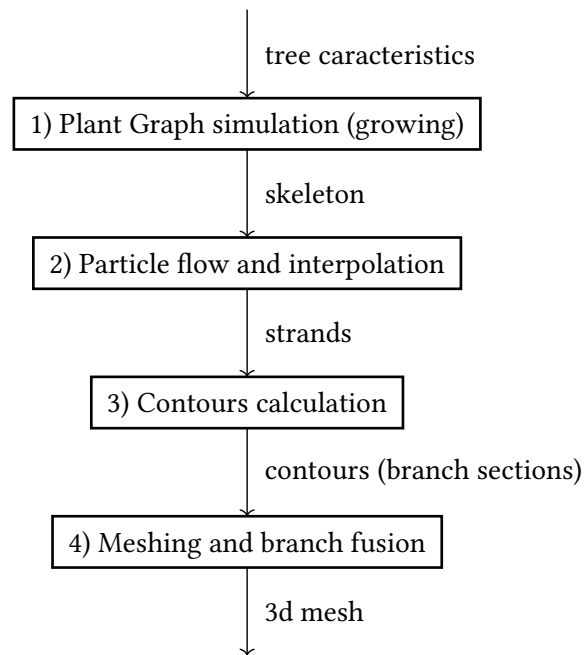 tree caracteristics
1) Plant Graph simulation (growing)
skeleton
2) Particle flow and interpolation
strands
3) Contours calculation
contours (branch sections)
4) Meshing and branch fusion
3d mesh